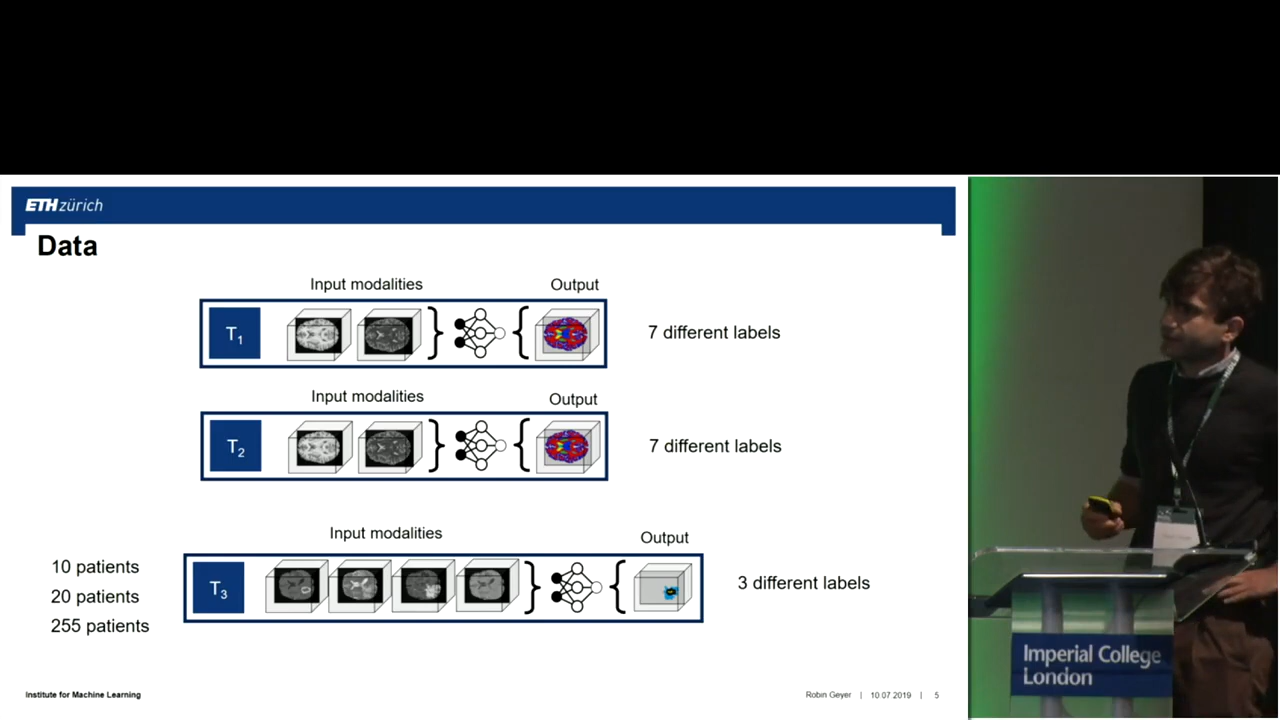 ETH zürich
Data
Input modalities Output
T1 7 different labels
Input modalities Output
T2 7 different labels
Input modalities Output
10 patients
20 patients
255 patients
T3 3 different labels
Institute for Machine Learning
Robin Geyer | 10 07.2019 | 5
Imperial College
London